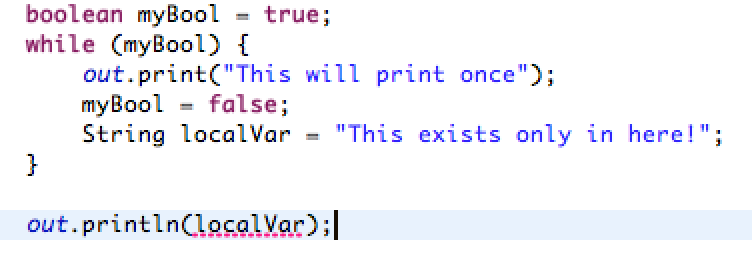 boolean myBool = true;
while (myBool) {
    out.print("This will print once");
    myBool = false;
    String localVar = "This exists only in here!";
}

out.println(localVar);